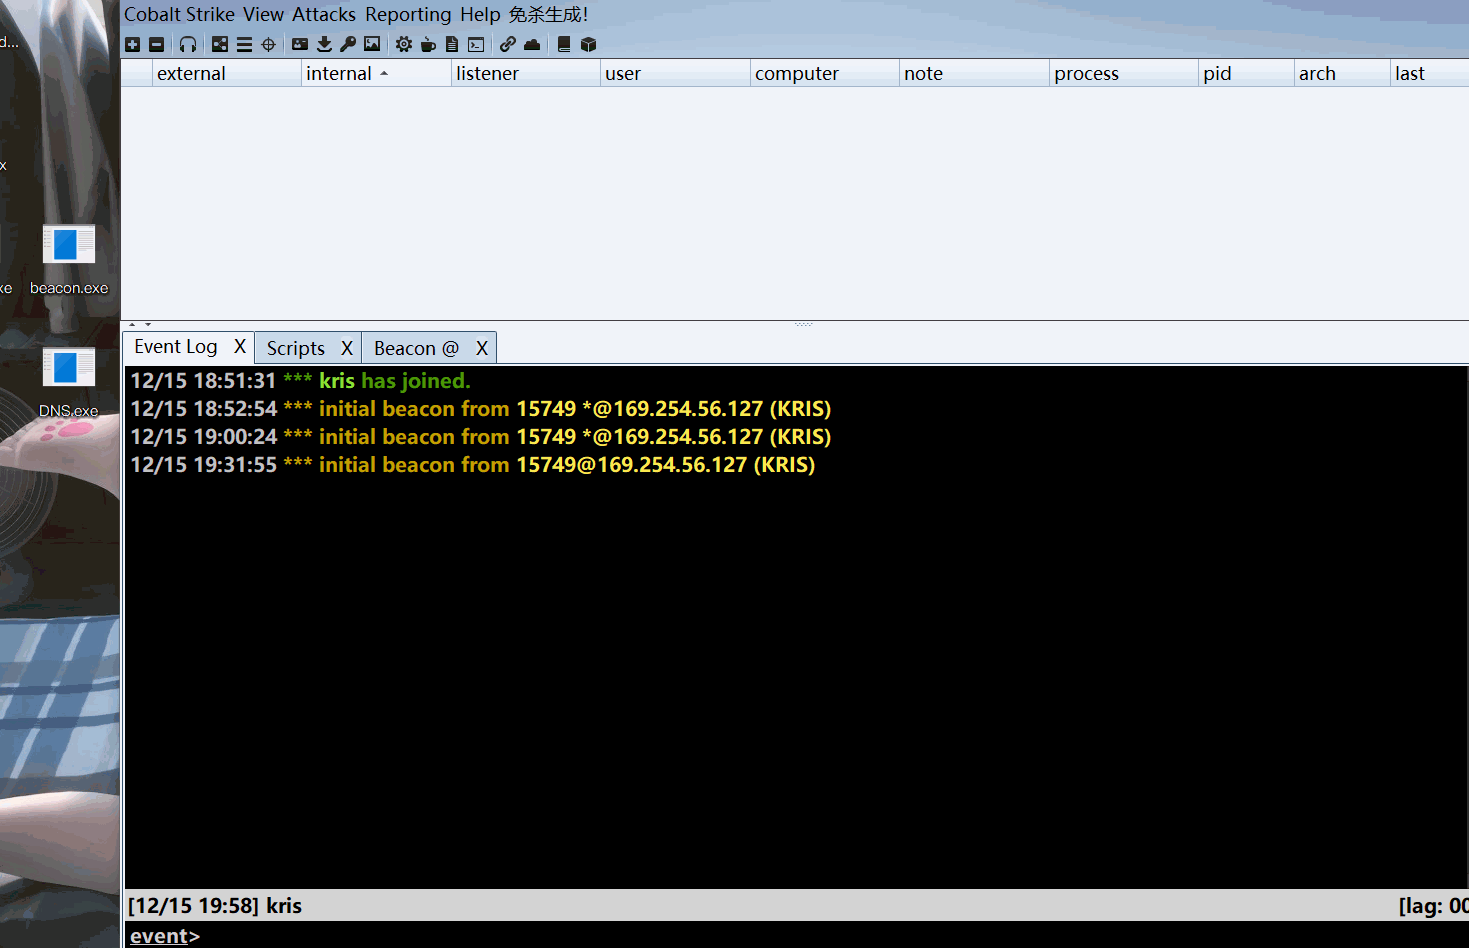 Cobalt Strike View Attacks Reporting Help 免杀生成!
external internal listener user computer note process pid arch last
d...
x
xe beacon.exe
DNS.exe
Event Log X Scripts X Beacon @ X
12/15 18:51:31 *** kris has joined.
12/15 18:52:54 *** initial beacon from 15749 *@169.254.56.127 (KRIS)
12/15 19:00:24 *** initial beacon from 15749 *@169.254.56.127 (KRIS)
12/15 19:31:55 *** initial beacon from 15749@169.254.56.127 (KRIS)
[12/15 19:58] kris [lag: 00
event>